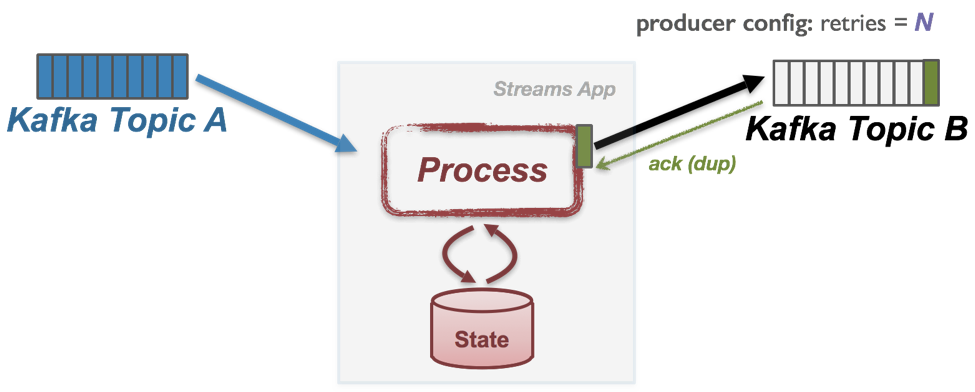 producer config: retries = N
Kafka Topic A
Streams App
Kafka Topic B
ack (dup)
Process
State